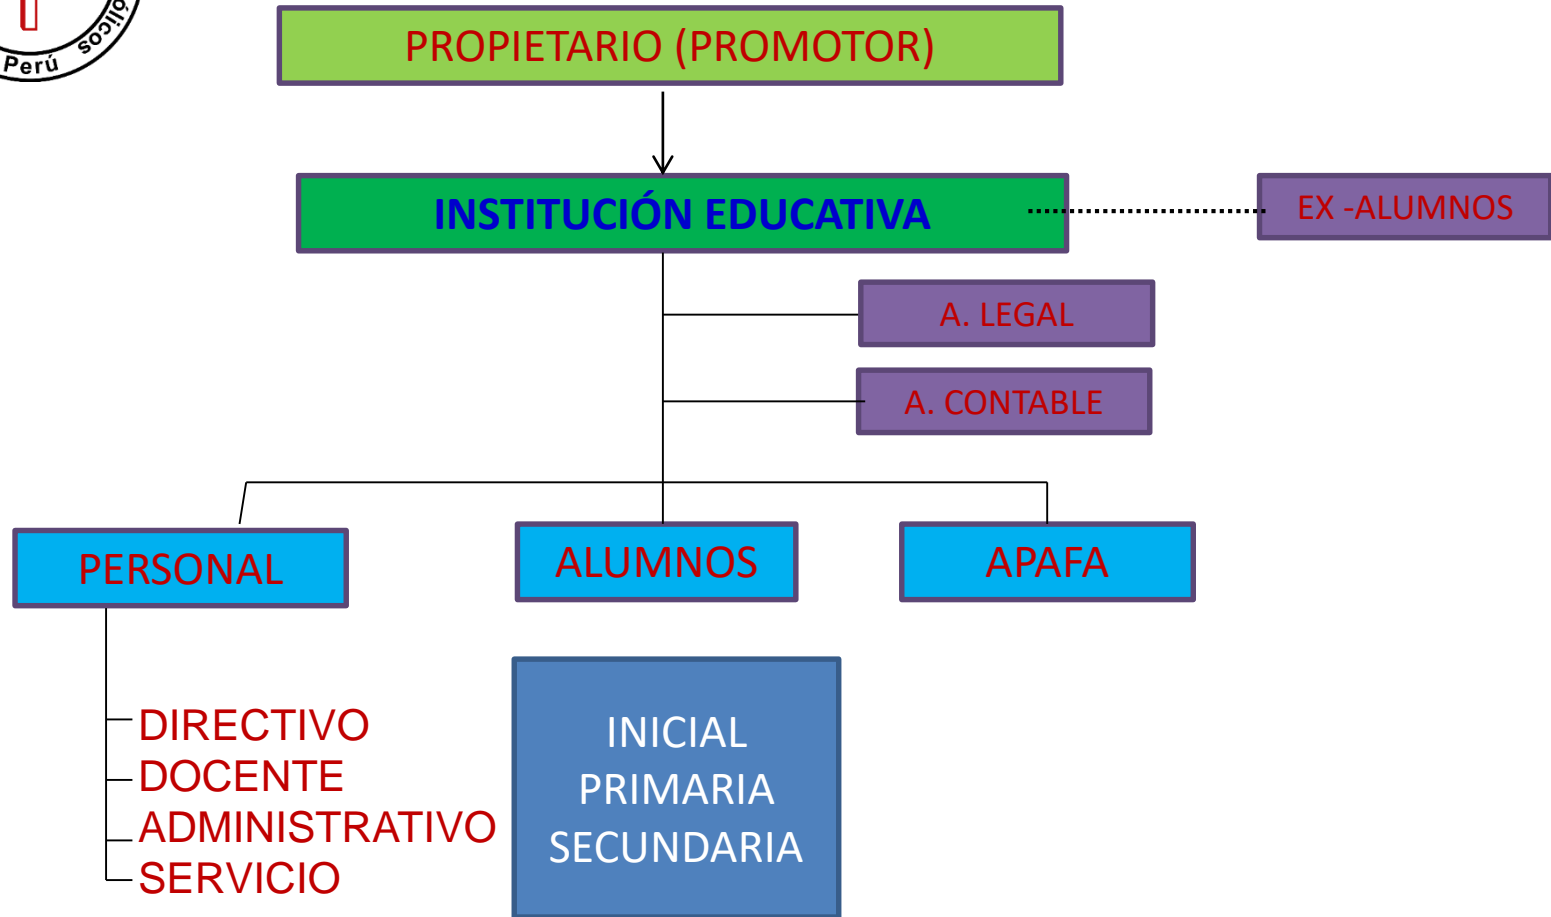 Perú
PROPIETARIO (PROMOTOR)
INSTITUCIÓN EDUCATIVA
EX -ALUMNOS
A. LEGAL
A. CONTABLE
PERSONAL
ALUMNOS
APAFA
DIRECTIVO
DOCENTE
ADMINISTRATIVO
SERVICIO
INICIAL
PRIMARIA
SECUNDARIA